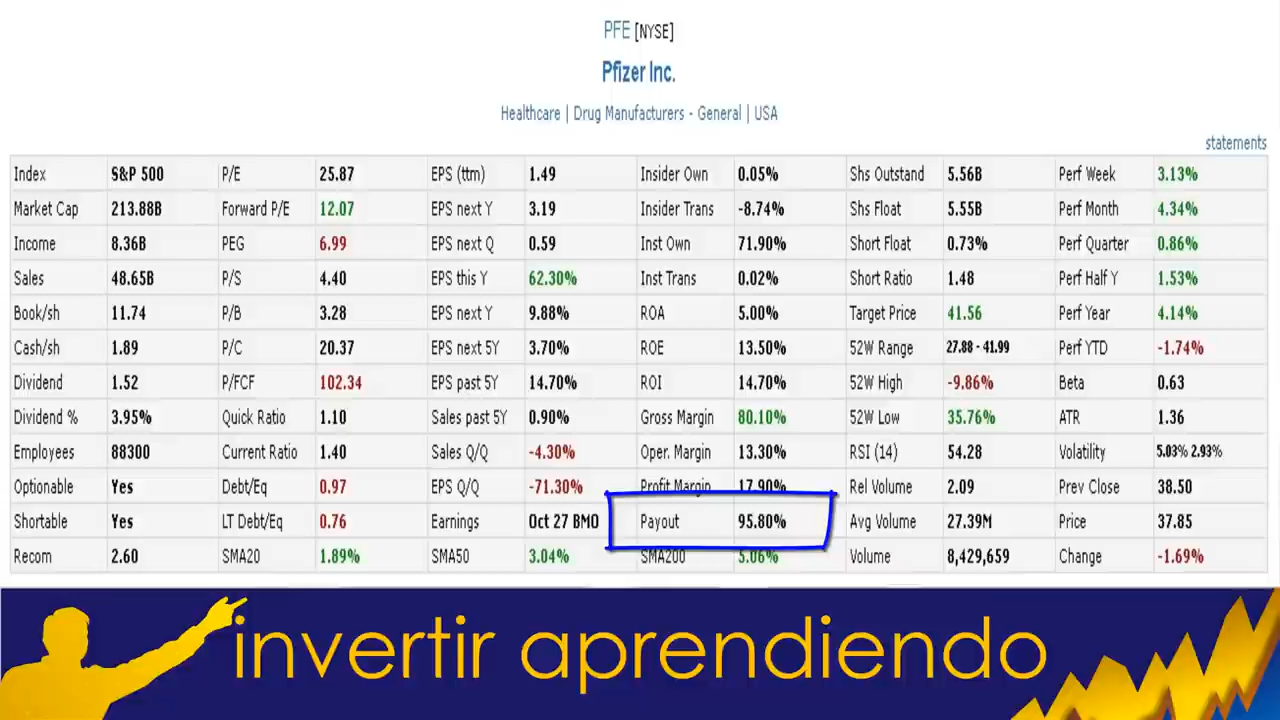 PFE [NYSE]
Pfizer Inc.
Healthcare | Drug Manufacturers - General | USA
statements
Index S&P 500 P/E 25.87 EPS (ttm) 1.49 Insider Own 0.05% Shs Outstand 5.56B Perf Week 3.13%
Market Cap 213.88B Forward P/E 12.07 EPS next Y 3.19 Insider Trans -8.74% Shs Float 5.55B Perf Month 4.34%
Income 8.36B PEG 6.99 EPS next Q 0.59 Inst Own 71.90% Short Float 0.73% Perf Quarter 0.86%
Sales 48.65B P/S 4.40 EPS this Y 62.30% Inst Trans 0.02% Short Ratio 1.48 Perf Half Y 1.53%
Book/sh 11.74 P/B 3.28 EPS next Y 9.88% ROA 5.00% Target Price 41.56 Perf Year 4.14%
Cash/sh 1.89 P/C 20.37 EPS next 5Y 3.70% ROE 13.50% 52W Range 27.88 - 41.99 Perf YTD -1.74%
Dividend 1.52 P/FCF 102.34 EPS past 5Y 14.70% ROI 14.70% 52W High -9.86% Beta 0.63
Dividend % 3.95% Quick Ratio 1.10 Sales past 5Y 0.90% Gross Margin 80.10% 52W Low 35.76% ATR 1.36
Employees 88300 Current Ratio 1.40 Sales Q/Q -4.30% Oper. Margin 13.30% RSI (14) 54.28 Volatility 5.03% 2.93%
Optionable Yes Debt/Eq 0.97 EPS Q/Q -71.30% Profit Margin 17.90% Rel Volume 2.09 Prev Close 38.50
Shortable Yes LT Debt/Eq 0.76 Earnings Oct 27 BMO Payout 95.80% Avg Volume 27.39M Price 37.85
Recom 2.60 SMA20 1.89% SMA50 3.04% SMA200 5.06% Volume 8,429,659 Change -1.69%
invertir aprendiendo